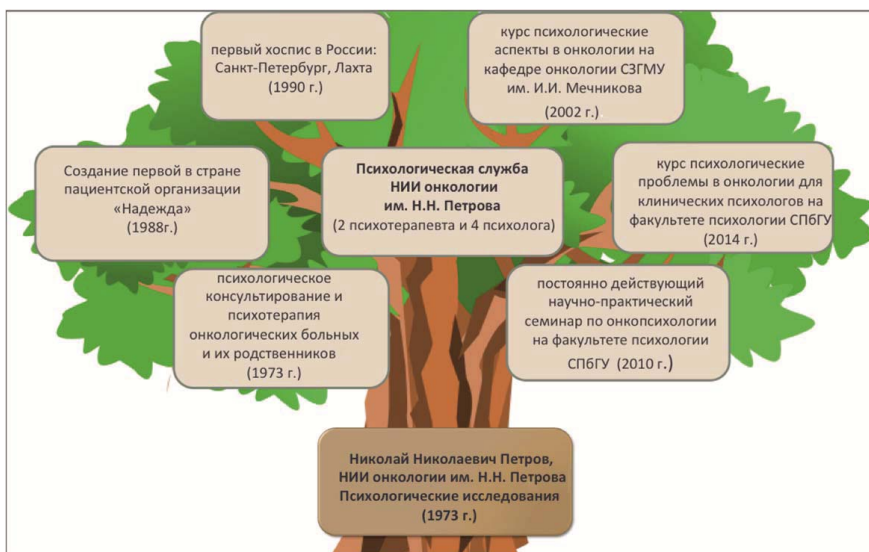 первый хоспис в России:
Санкт-Петербург, Лахта
(1990 г.)
курс психологические
аспекты в онкологии на
кафедре онкологии СЗГМУ
им. И.И. Мечникова
(2002 г.)
Создание первой в стране
пациентской организации
«Надежда»
(1988г.)
Психологическая служба
НИИ онкологии
им. Н.Н. Петрова
(2 психотерапевта и 4 психолога)
курс психологические
проблемы в онкологии для
клинических психологов на
факультете психологии СПбГУ
(2014 г.)
психологическое
консультирование и
психотерапия
онкологических больных
и их родственников
(1973 г.)
постоянно действующий
научно-практический
семинар по онкопсихологии
на факультете психологии
СПбГУ (2010 г.)
Николай Николаевич Петров,
НИИ онкологии им. Н.Н. Петрова
Психологические исследования
(1973 г.)